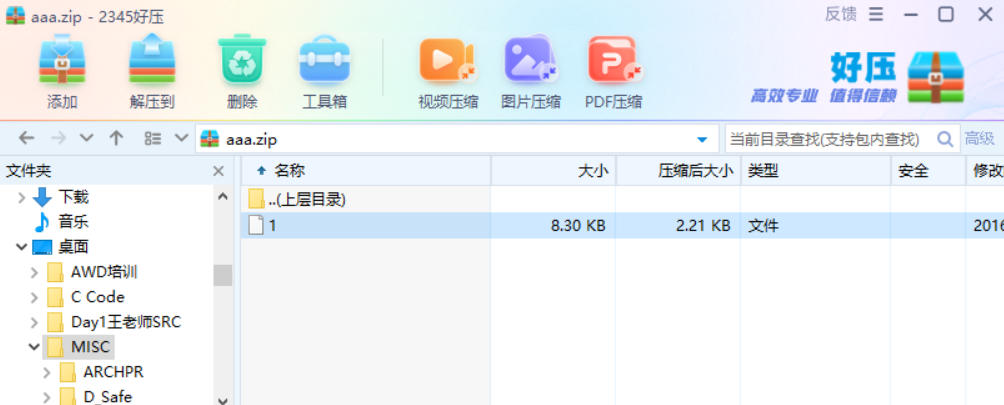 aaa.zip - 2345好压
反馈
添加
解压到
删除
工具箱
视频压缩
图片压缩
PDF压缩
好压
高效专业 值得信赖
aaa.zip
当前目录查找(支持包内查找)
高级
文件夹
名称
大小
压缩后大小
类型
安全
修改
下载
..(上层目录)
音乐
1
8.30 KB
2.21 KB
文件
2016
桌面
AWD培训
C Code
Day1王老师SRC
MISC
ARCHPR
D_Safe